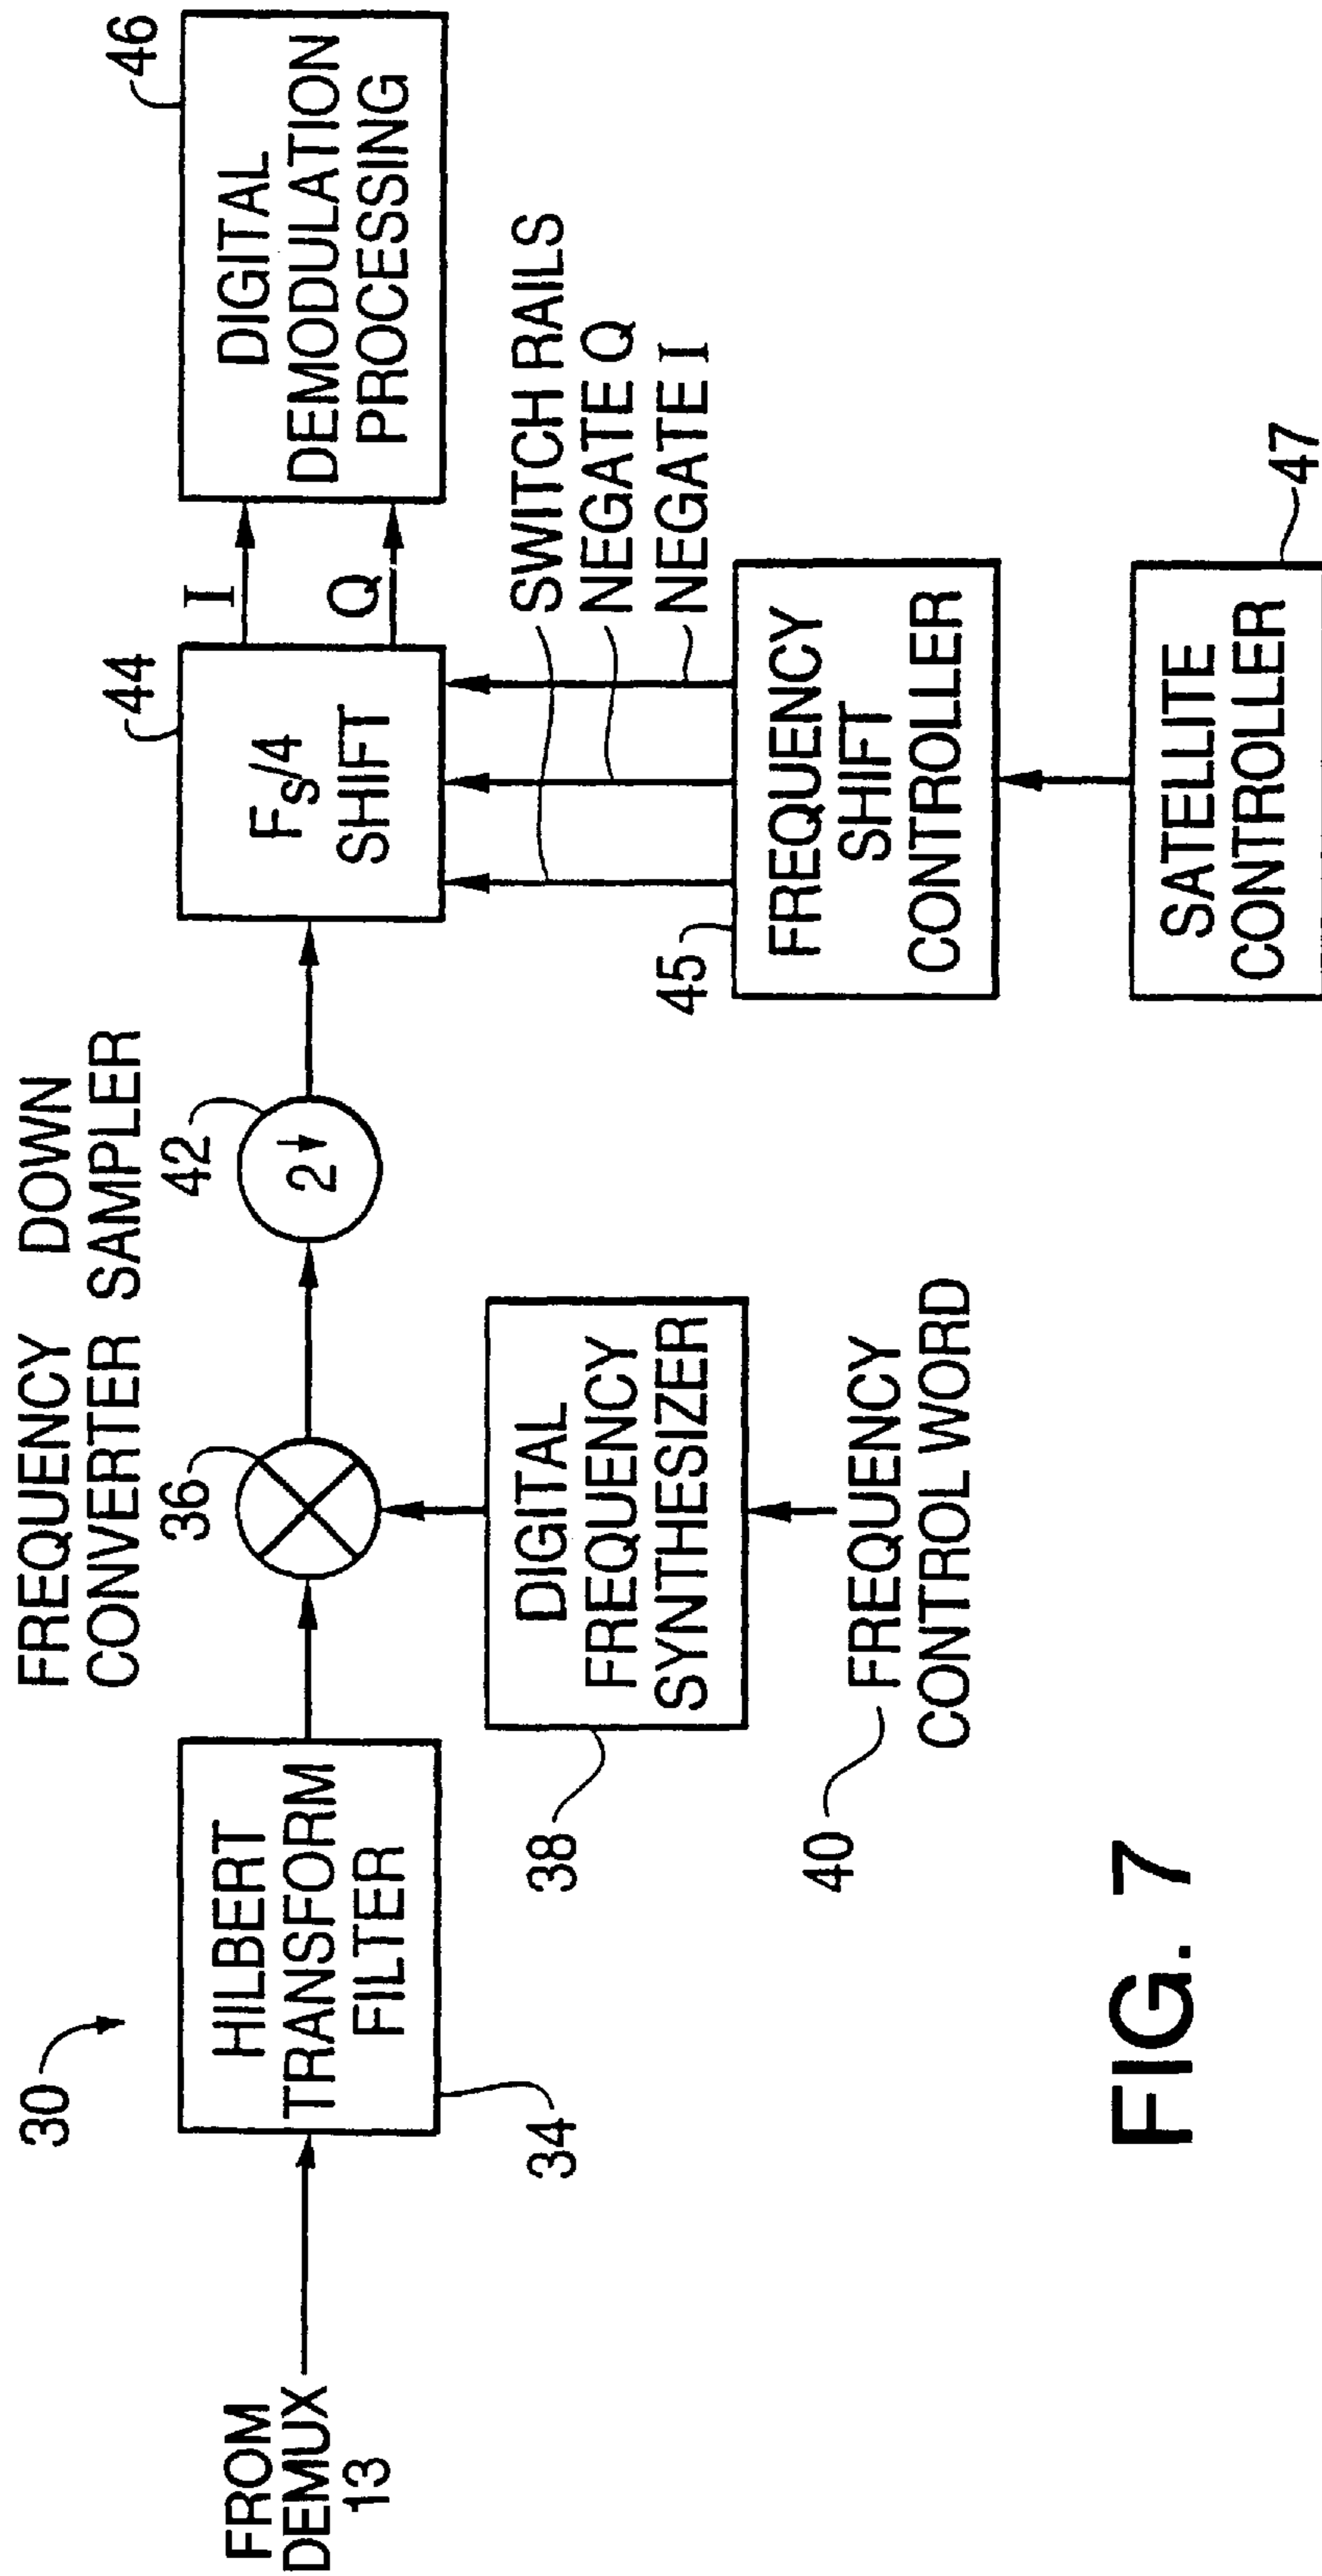 30
FREQUENCY
CONVERTER
DOWN
SAMPLER
FROM
DEMUX
13
HILBERT
TRANSFORM
FILTER
34
36
42
2↓
44
Fs/4
SHIFT
I
Q
46
DIGITAL
DEMODULATION
PROCESSING
DIGITAL
FREQUENCY
SYNTHESIZER
38
40
FREQUENCY
CONTROL WORD
SWITCH RAILS
NEGATE Q
NEGATE I
45
FREQUENCY
SHIFT
CONTROLLER
47
SATELLITE
CONTROLLER
FIG. 7